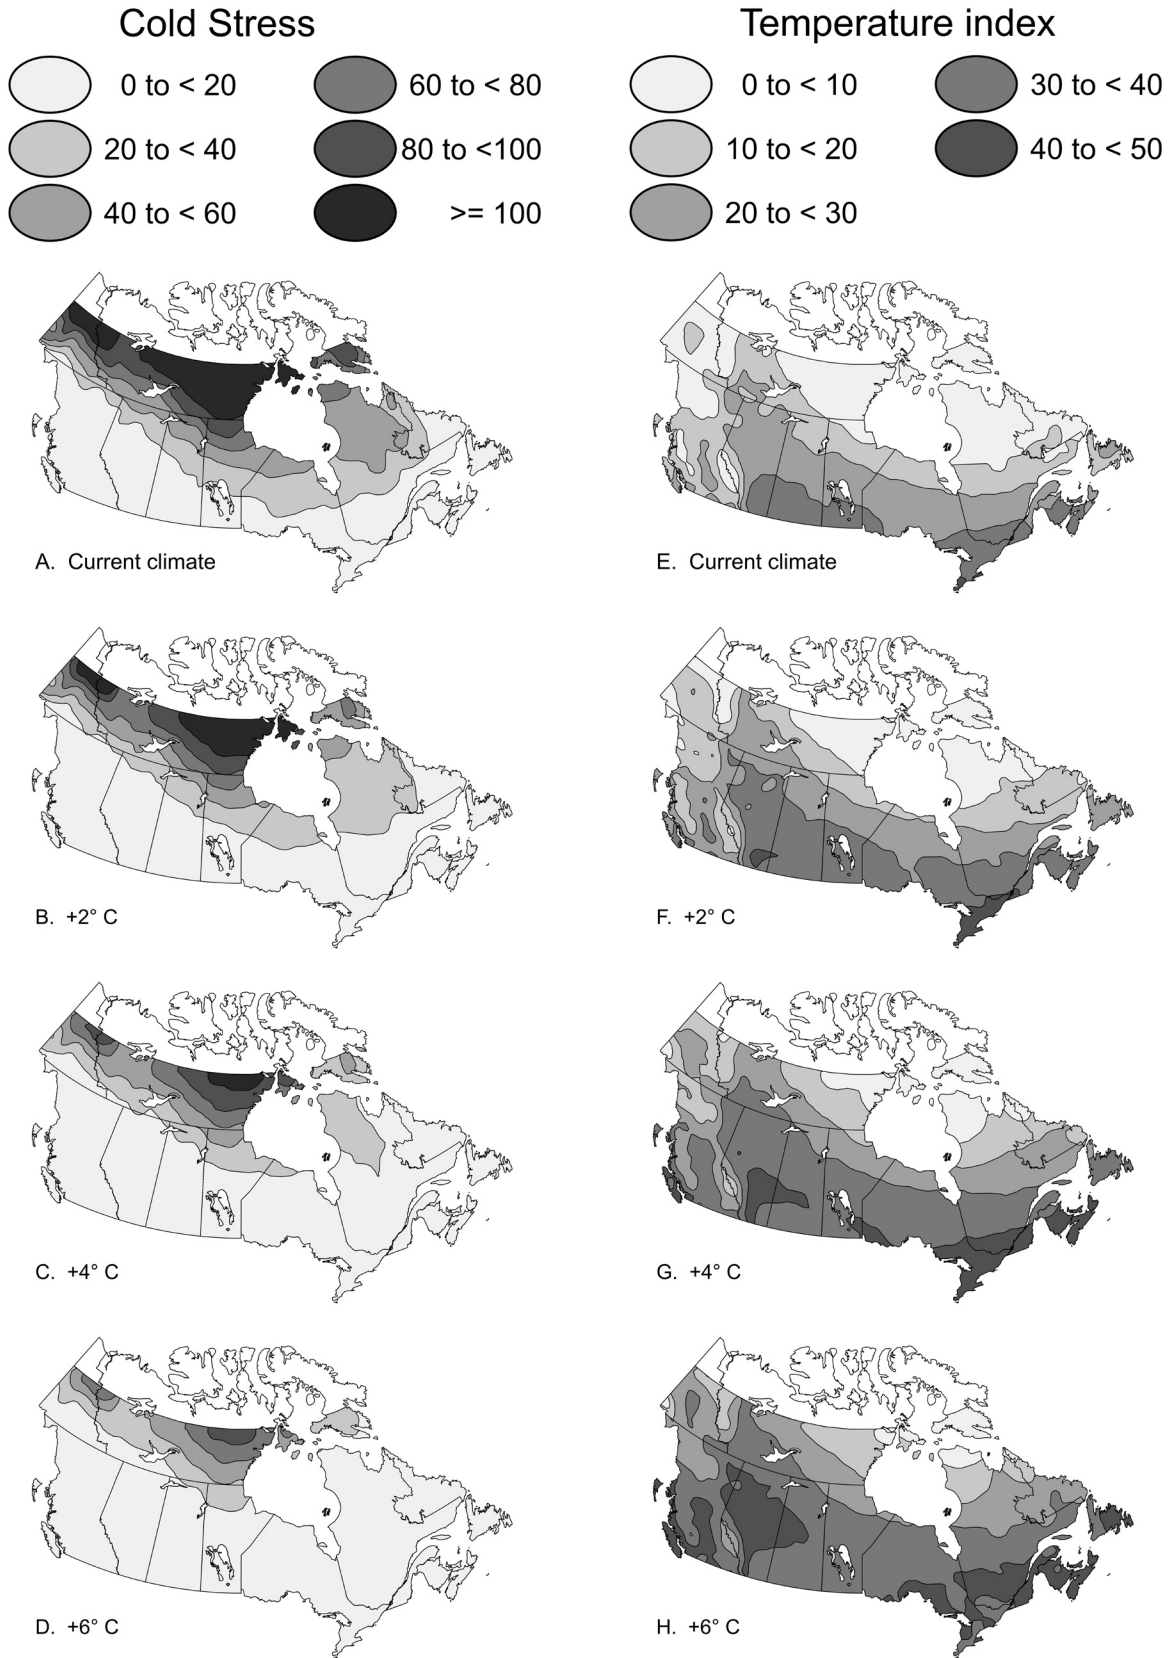 Cold Stress
0 to < 20
20 to < 40
40 to < 60
60 to < 80
80 to <100
>= 100
Temperature index
0 to < 10
10 to < 20
20 to < 30
30 to < 40
40 to < 50
A. Current climate
E. Current climate
B. +2° C
F. +2° C
C. +4° C
G. +4° C
D. +6° C
H. +6° C